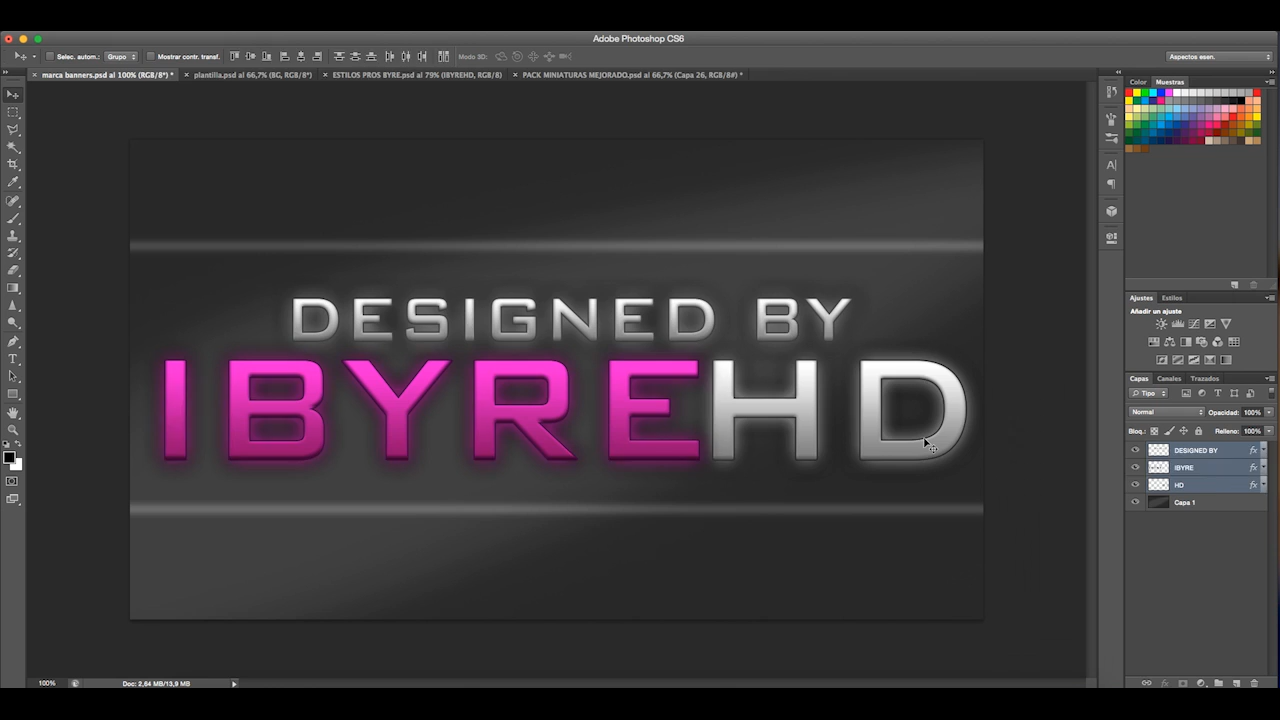 Adobe Photoshop CS6
Selec. autom.: Grupo Mostrar contr. transf. Modo 3D: Aspectos esen.
marca banners.psd al 100% (RGB/8*) * plantilla.psd al 66,7% (BG, RGB/8*) ESTILOS PROS BYRE.psd al 79% (IBYREHD, RGB/8) PACK MINIATURAS MEJORADO.psd al 66,7% (Capa 26, RGB/8#) *
Color Muestras
DESIGNED BY
IBYREHD
Ajustes Estilos
Añadir un ajuste
Capas Canales Trazados
Tipo
Normal Opacidad: 100%
Bloq.: Relleno: 100%
DESIGNED BY fx
IBYRE fx
HD fx
Capa 1
100% Doc: 2,64 MB/13,9 MB